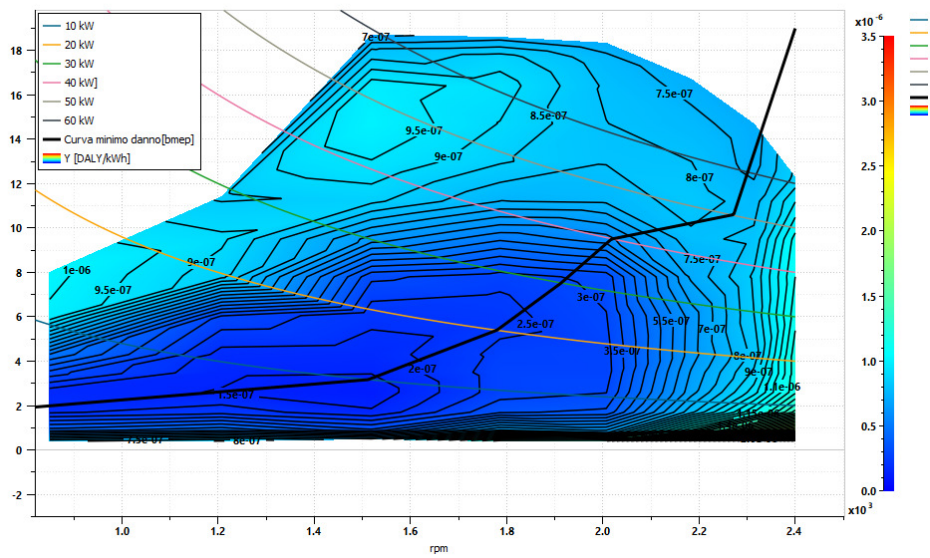 10 kW
20 kW
30 kW
40 kW]
50 kW
60 kW
Curva minimo danno[bmep]
Y [DALY/kWh]
18
16
14
12
10
8
6
4
2
0
-2
1.0
1.2
1.4
1.6
1.8
2.0
2.2
2.4
x10³
rpm
x10⁻⁶
3.5
3.0
2.5
2.0
1.5
1.0
0.5
0.0
7e-07
7.5e-07
8.5e-07
9.5e-07
9e-07
8e-07
1e-06
9e-07
9.5e-07
7.5e-07
3e-07
2.5e-07
5.5e-07
7e-07
3.5e-07
2e-07
8e-07
9e-07
1.5e-07
1.1e-06
1.15e-06
7.5e-07
8e-07